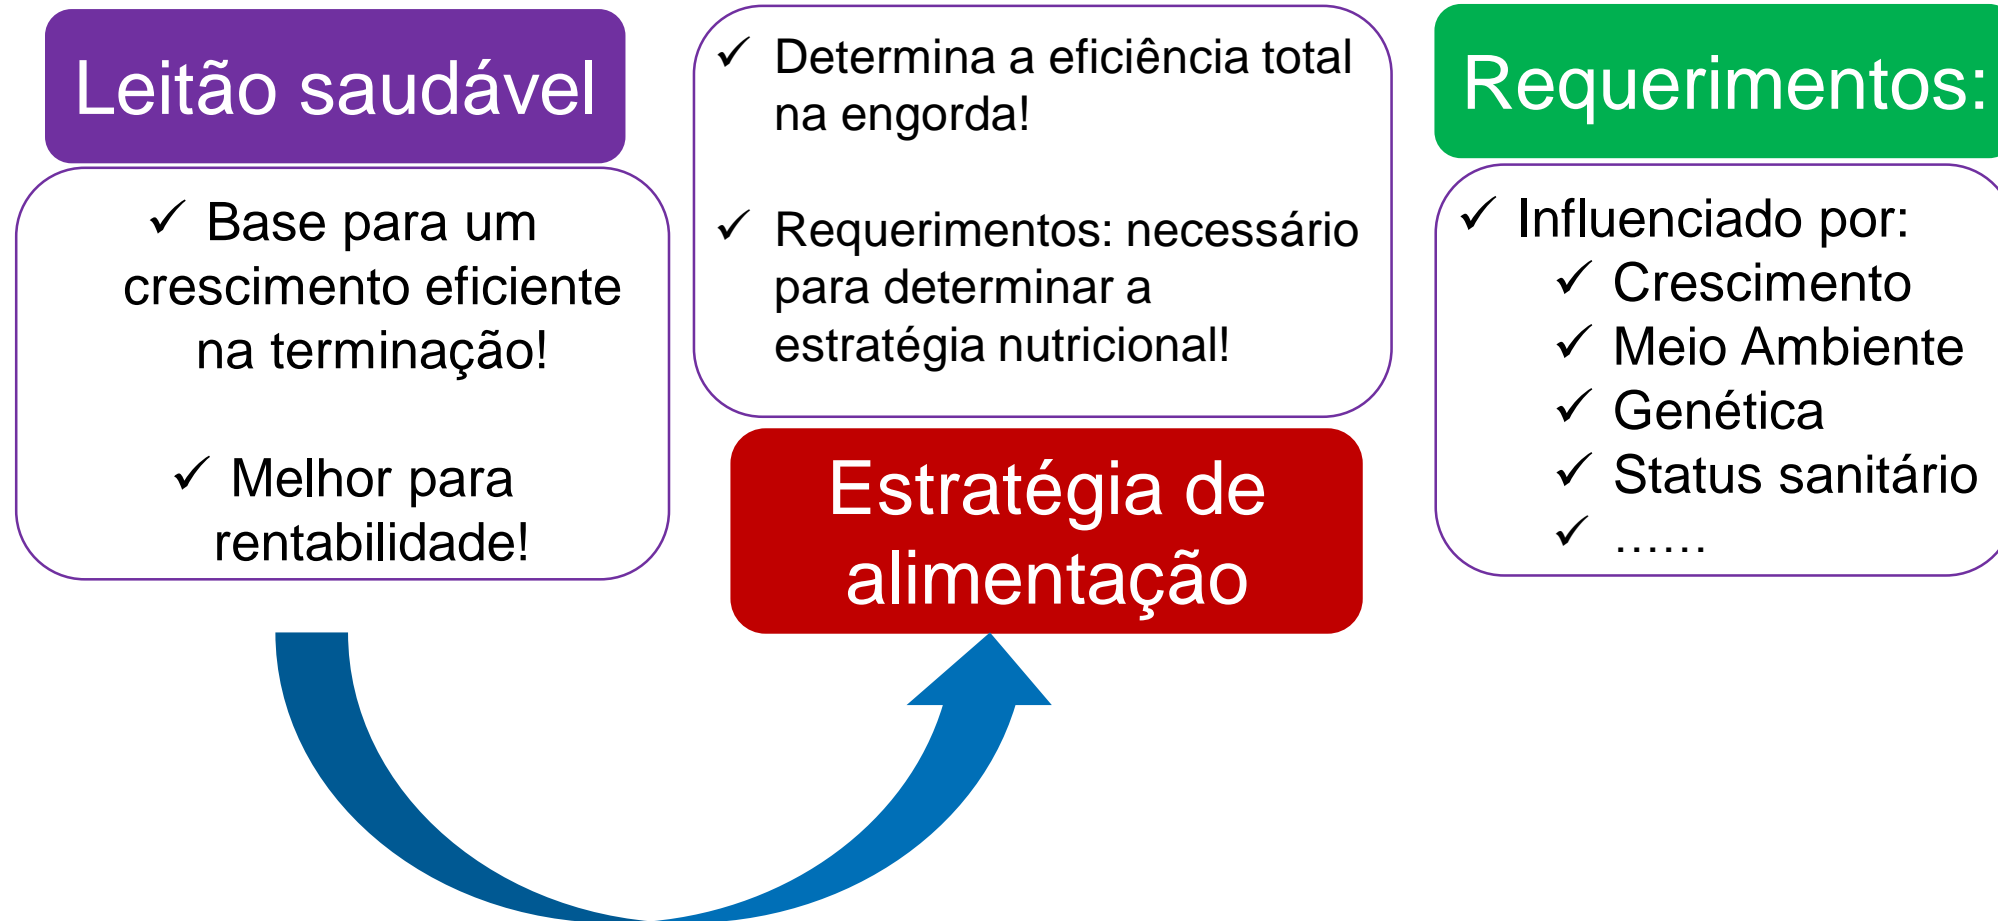 Leitão saudável
✓ Base para um
crescimento eficiente
na terminação!
✓ Melhor para
rentabilidade!
✓ Determina a eficiência total
na engorda!
✓ Requerimentos: necessário
para determinar a
estratégia nutricional!
Estratégia de
alimentação
Requerimentos:
✓ Influenciado por:
✓ Crescimento
✓ Meio Ambiente
✓ Genética
✓ Status sanitário
✓ ......